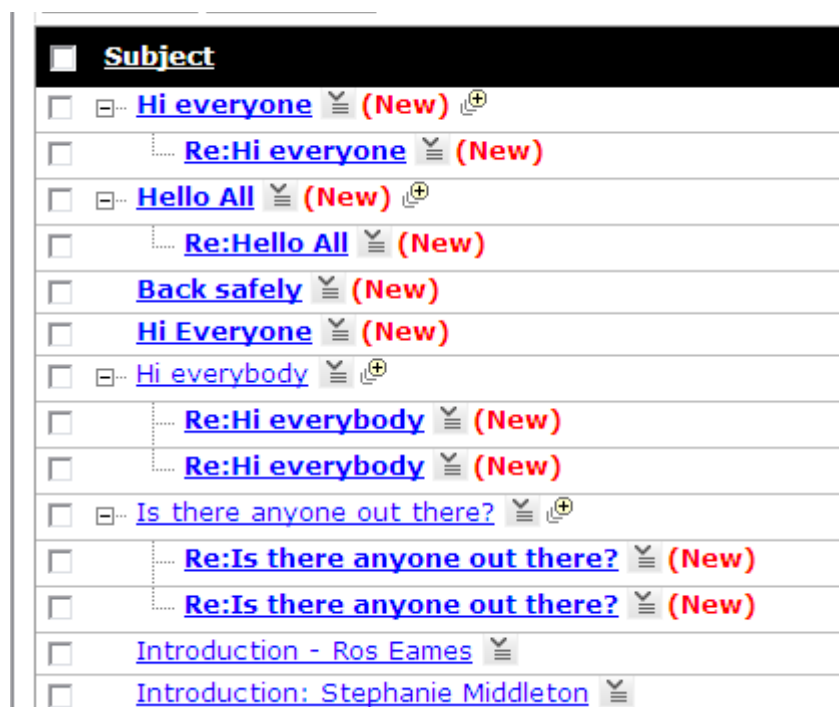 Subject
Hi everyone (New)
Re:Hi everyone (New)
Hello All (New)
Re:Hello All (New)
Back safely (New)
Hi Everyone (New)
Hi everybody
Re:Hi everybody (New)
Re:Hi everybody (New)
Is there anyone out there?
Re:Is there anyone out there? (New)
Re:Is there anyone out there? (New)
Introduction - Ros Eames
Introduction: Stephanie Middleton